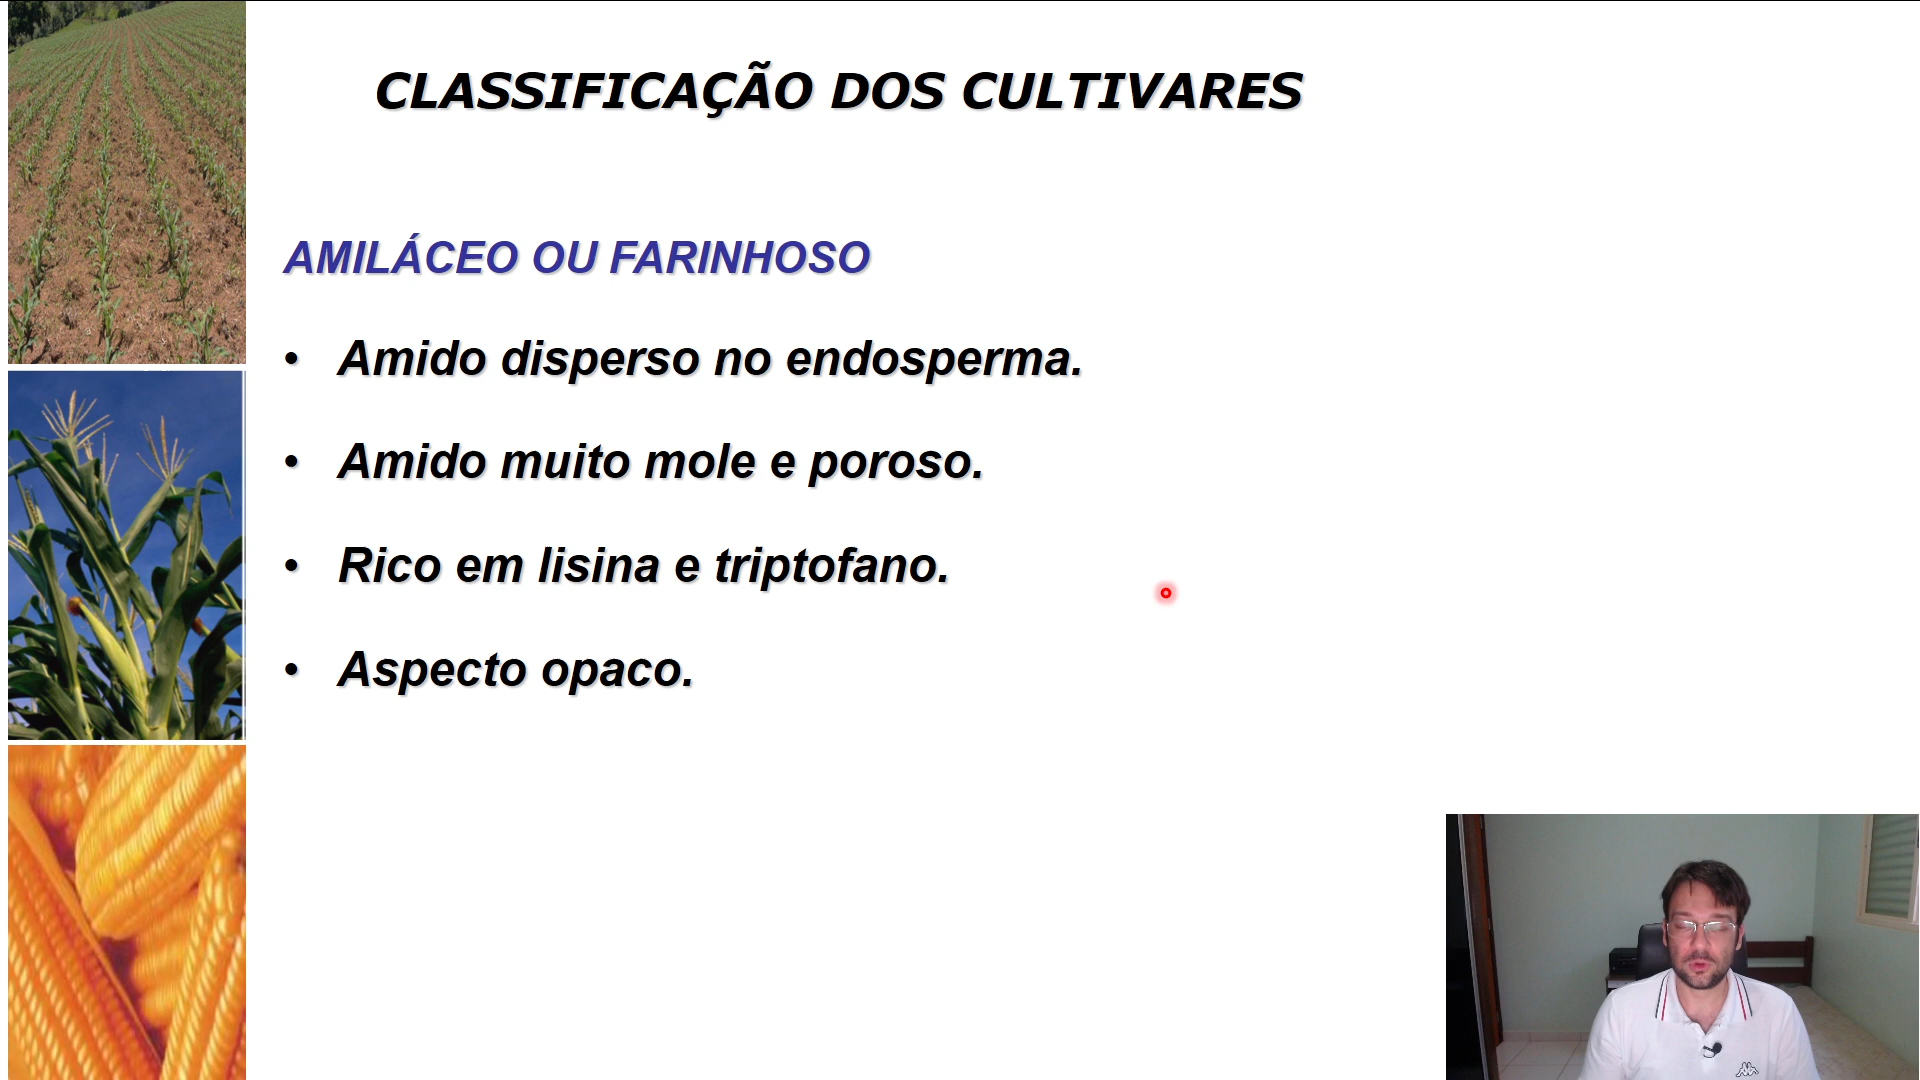 CLASSIFICAÇÃO DOS CULTIVARES
AMILÁCEO OU FARINHOSO
• Amido disperso no endosperma.
• Amido muito mole e poroso.
• Rico em lisina e triptofano.
• Aspecto opaco.